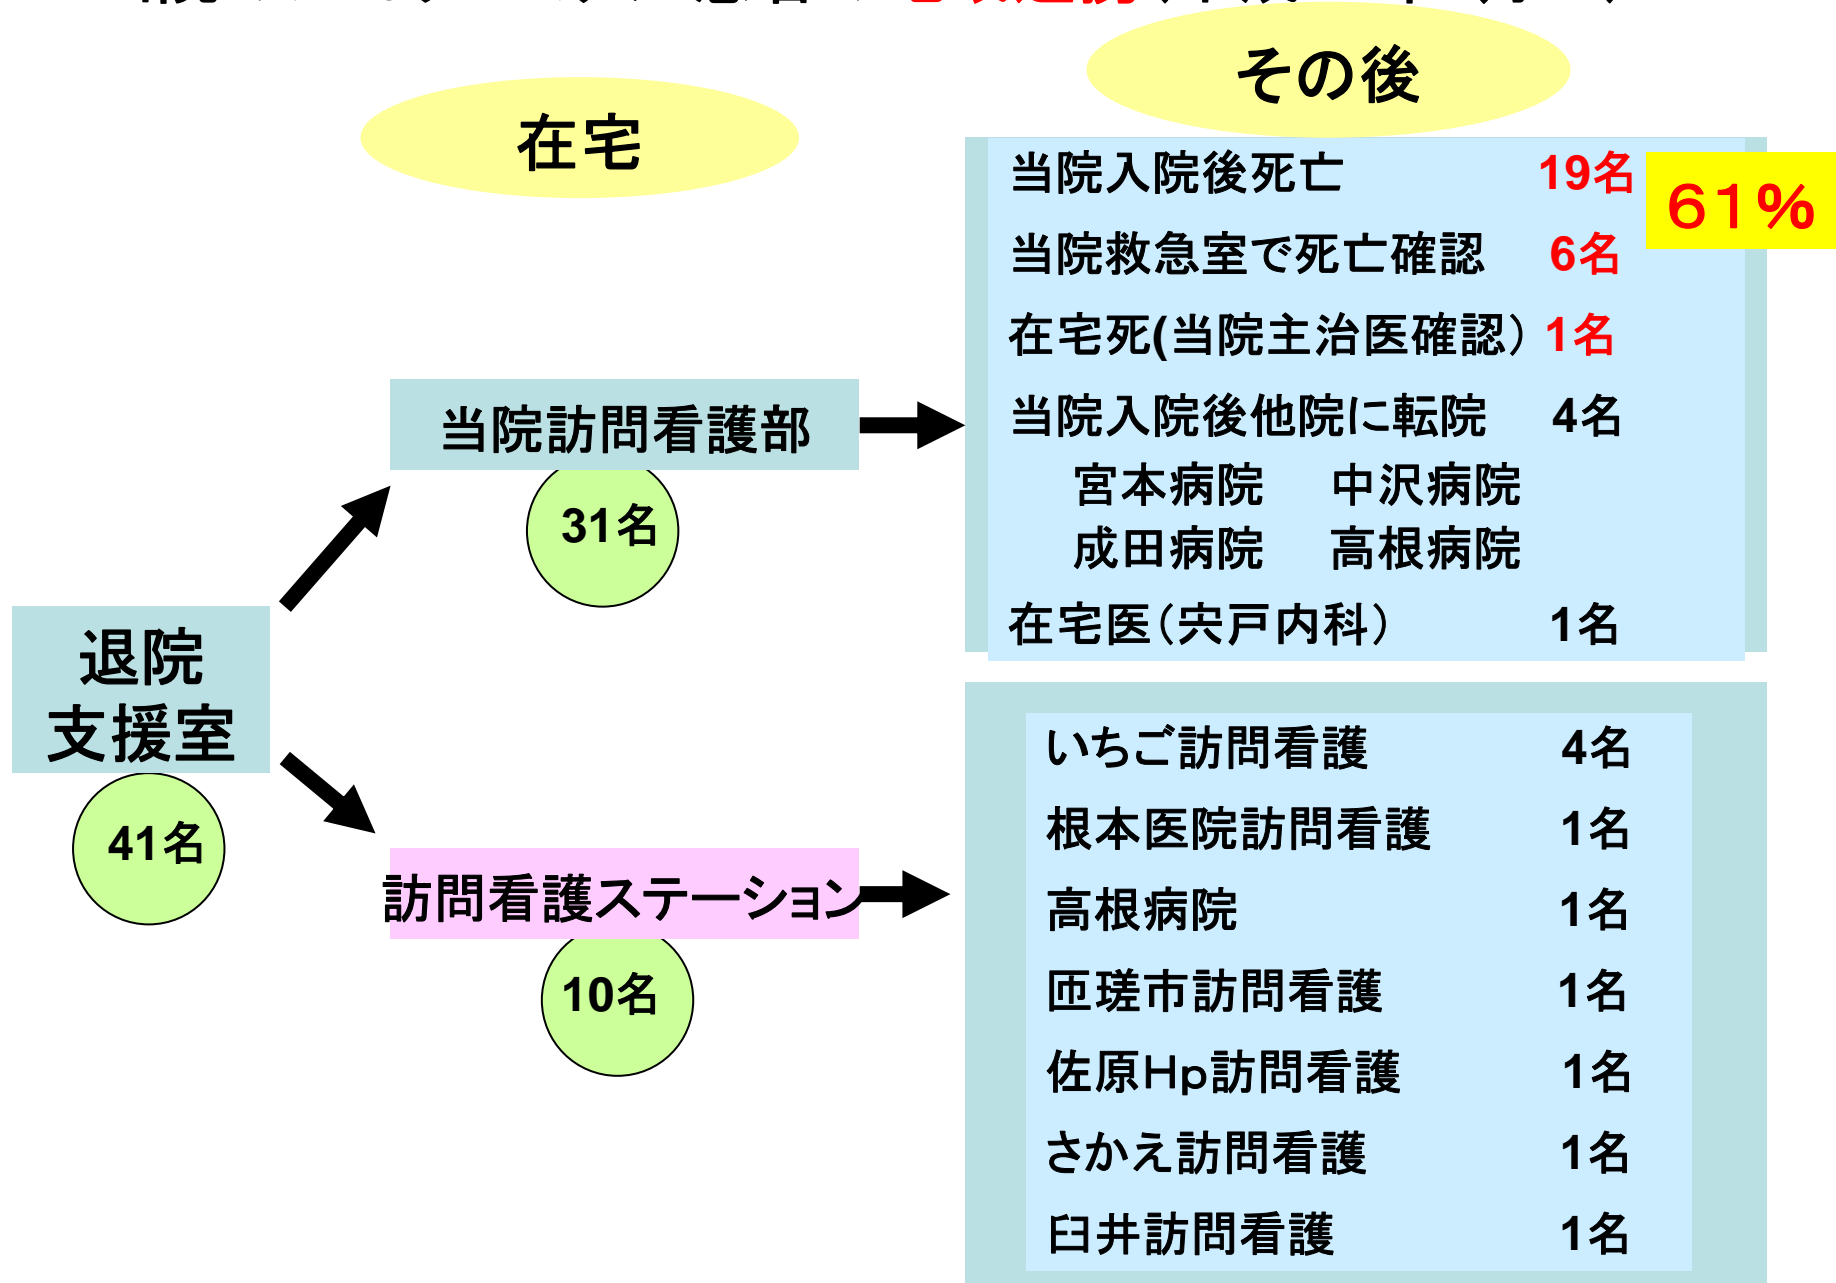 在宅
その後
当院入院後死亡 19名
61%
当院救急室で死亡確認 6名
在宅死(当院主治医確認) 1名
当院入院後他院に転院 4名
宮本病院 中沢病院
成田病院 高根病院
在宅医(宍戸内科) 1名
当院訪問看護部
31名
退院
支援室
41名
訪問看護ステーション
10名
いちご訪問看護 4名
根本医院訪問看護 1名
高根病院 1名
匝瑳市訪問看護 1名
佐原Hp訪問看護 1名
さかえ訪問看護 1名
臼井訪問看護 1名